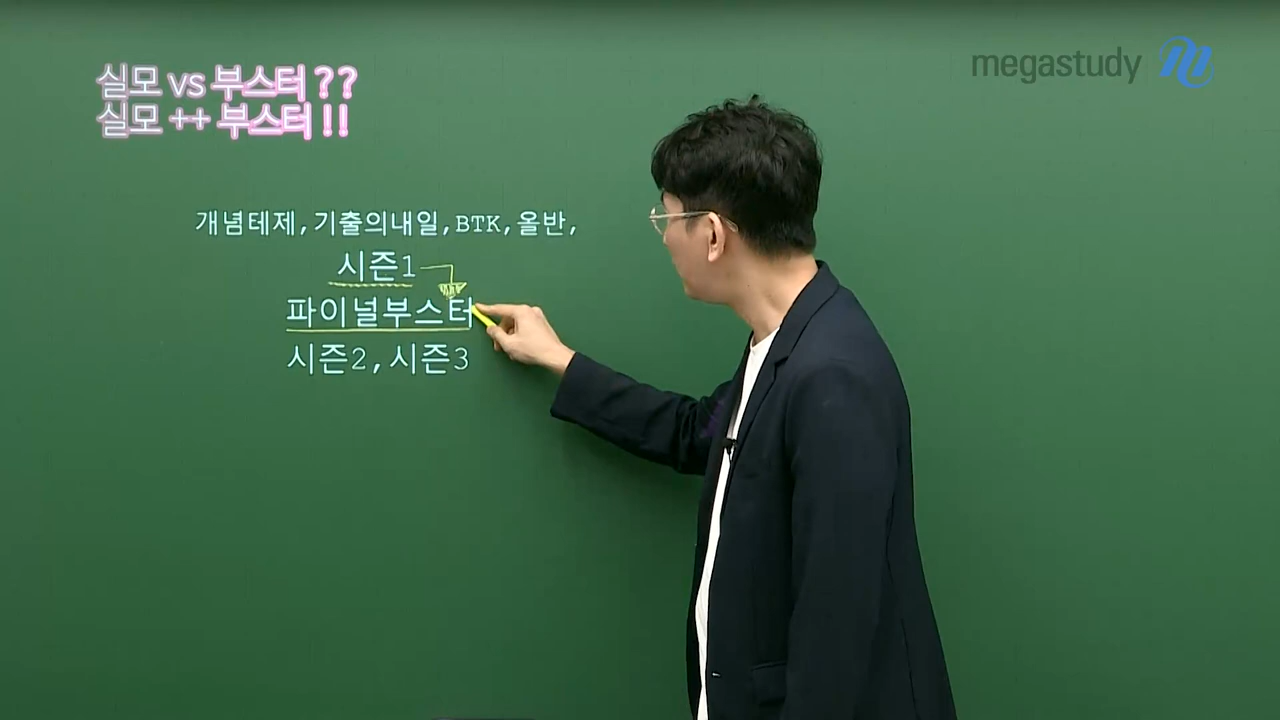 실모 vs 부스터 ??
실모 ++ 부스터 !!
megastudy
개념테제,기출의내일,BTK,올반,
시즌1
파이널부스터
시즌2,시즌3